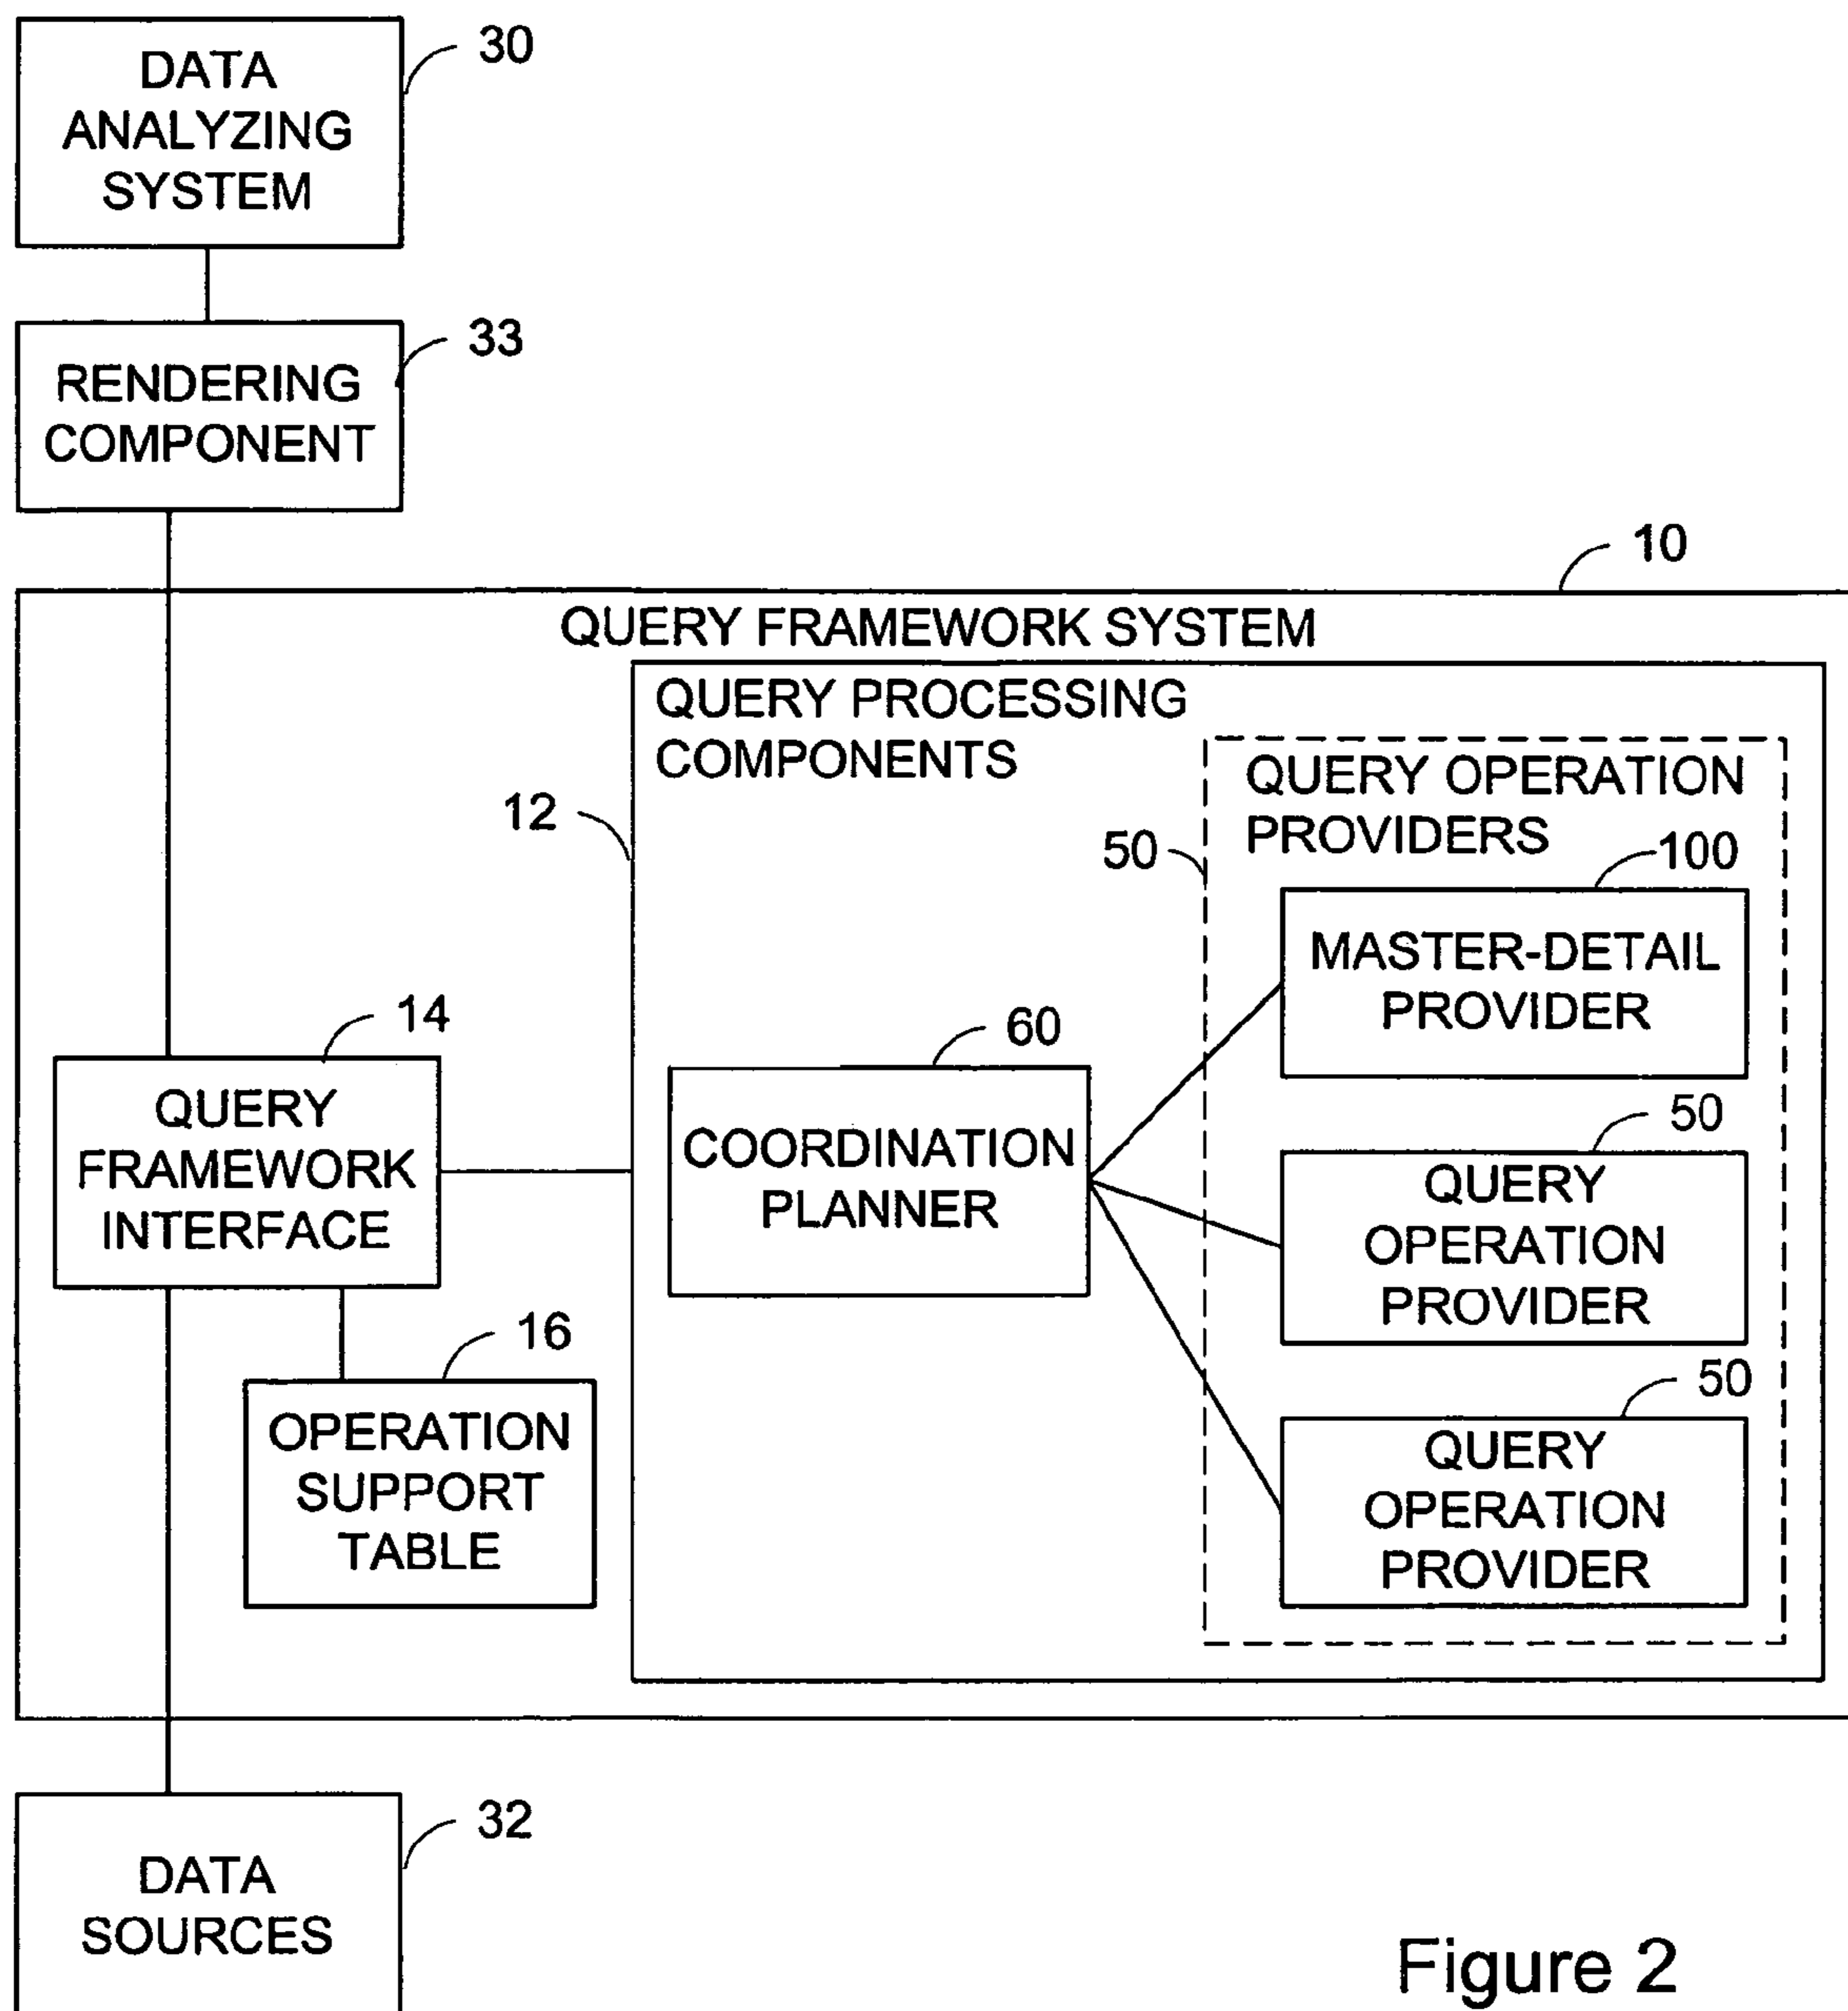 DATA
ANALYZING
SYSTEM
30
RENDERING
COMPONENT
33
10
QUERY FRAMEWORK SYSTEM
QUERY PROCESSING
COMPONENTS
12
QUERY OPERATION
PROVIDERS
50
100
MASTER-DETAIL
PROVIDER
14
QUERY
FRAMEWORK
INTERFACE
60
COORDINATION
PLANNER
50
QUERY
OPERATION
PROVIDER
16
OPERATION
SUPPORT
TABLE
50
QUERY
OPERATION
PROVIDER
32
DATA
SOURCES
Figure 2